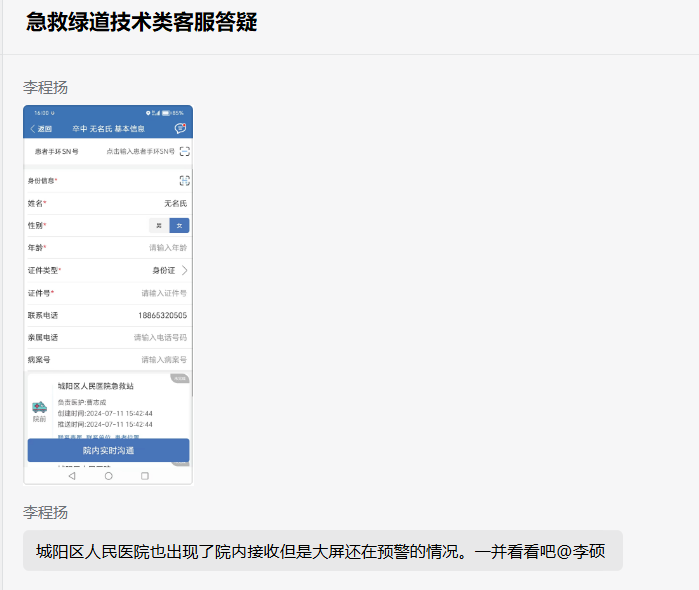 急救绿道技术类客服答疑
李程扬
16:00
85%
返回
卒中 无名氏 基本信息
患者手环SN号
点击输入患者手环SN号
身份信息*
姓名*
无名氏
性别*
男
女
年龄*
请输入年龄
证件类型*
身份证
证件号*
请输入证件号
联系电话
18865320505
亲属电话
请输入电话号码
病案号
请输入病案号
城阳区人民医院急救站
院前
负责医护:曹志成
创建时间:2024-07-11 15:42:44
推送时间:2024-07-11 15:42:44
院内实时沟通
李程扬
城阳区人民医院也出现了院内接收但是大屏还在预警的情况。一并看看吧@李硕